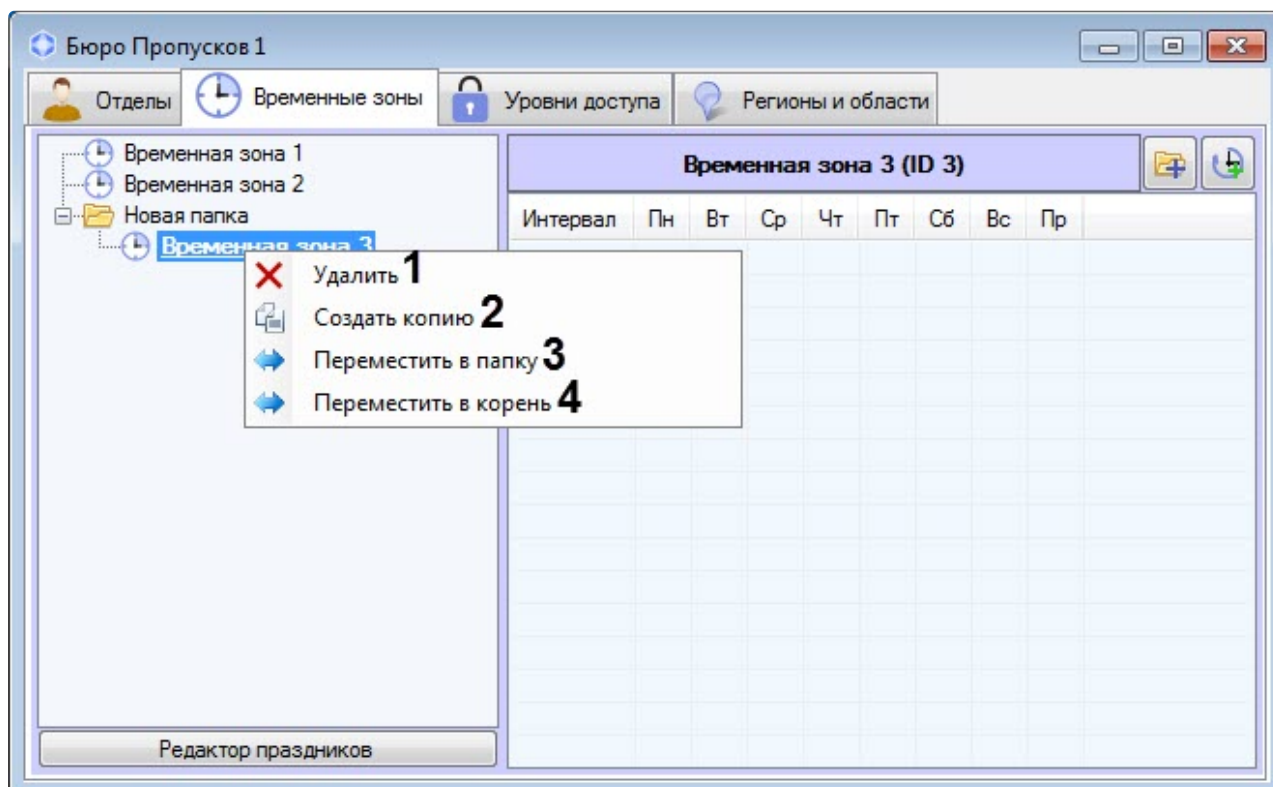 Бюро Пропусков 1
Отделы Временные зоны Уровни доступа Регионы и области
Временная зона 1
Временная зона 2
Новая папка
Временная зона 3
Временная зона 3 (ID 3)
Интервал Пн Вт Ср Чт Пт Сб Вс Пр
Удалить 1
Создать копию 2
Переместить в папку 3
Переместить в корень 4
Редактор праздников